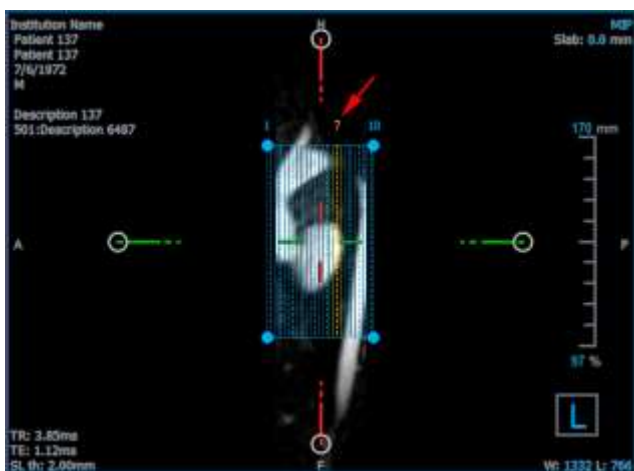 Institution Name
Patient 137
Patient 137
7/6/1972
M
Description 137
501:Description 6487
H
MIP
Slab: 0.0 mm
1
7
10
170 mm
A
P
97 %
L
TR: 3.85ms
TE: 1.12ms
SL th: 2.00mm
F
W: 1332 L: 766